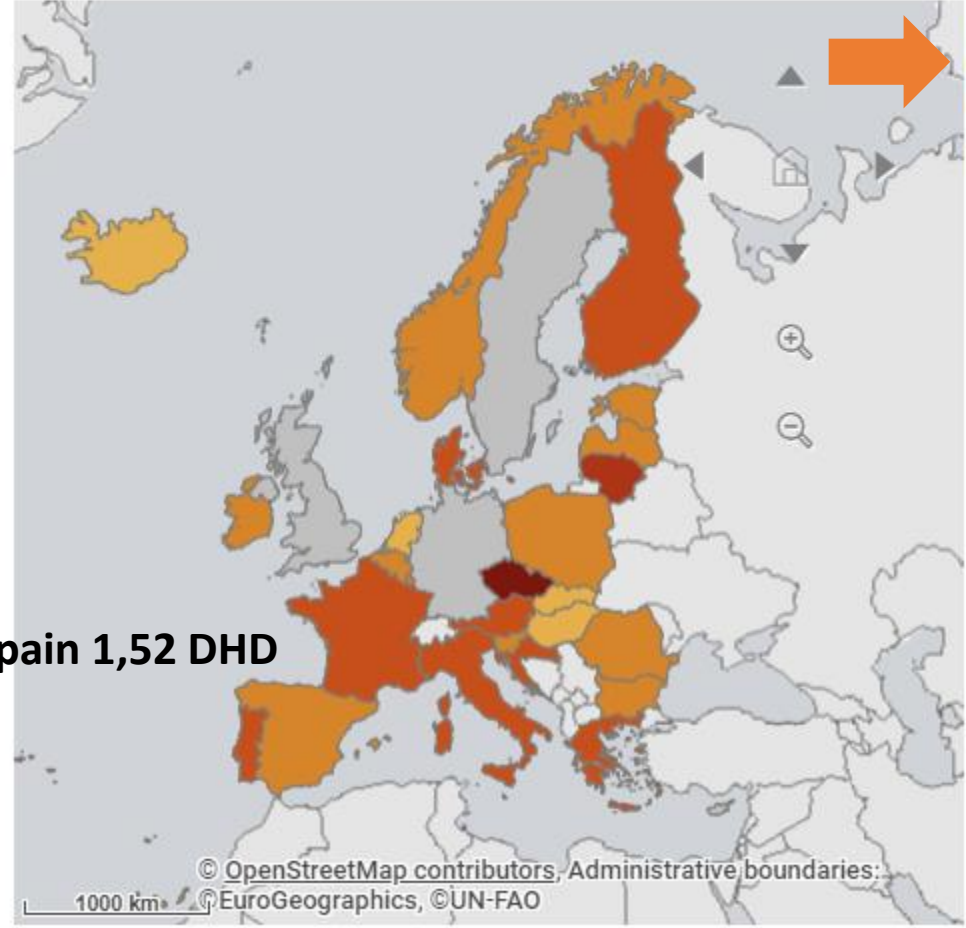 pain 1,52 DHD
© OpenStreetMap contributors, Administrative boundaries:
1000 km ©EuroGeographics, ©UN-FAO